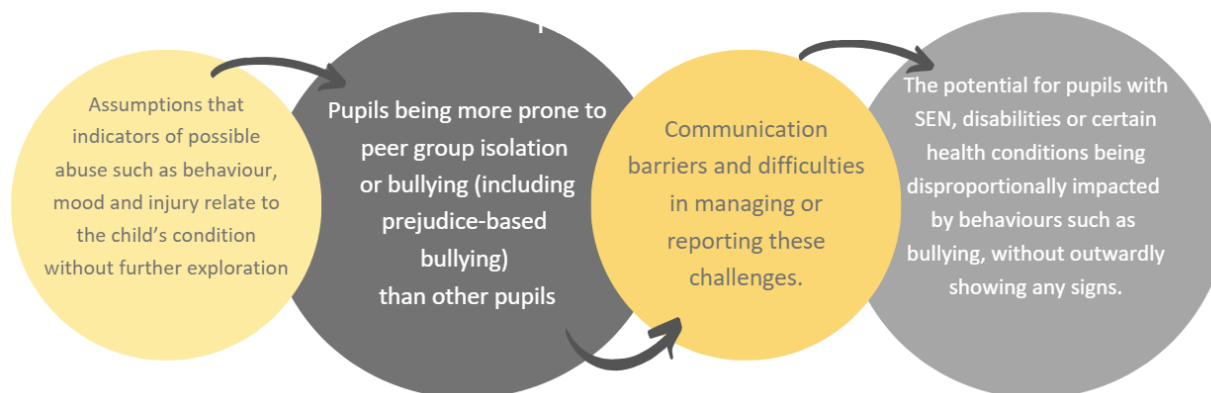 Assumptions that
indicators of possible
abuse such as behaviour,
mood and injury relate to
the child's condition
without further exploration
Pupils being more prone to
peer group isolation
or bullying (including
prejudice-based
bullying)
than other pupils
Communication
barriers and difficulties
in managing or
reporting these
challenges.
The potential for pupils with
SEN, disabilities or certain
health conditions being
disproportionally impacted
by behaviours such as
bullying, without outwardly
showing any signs.